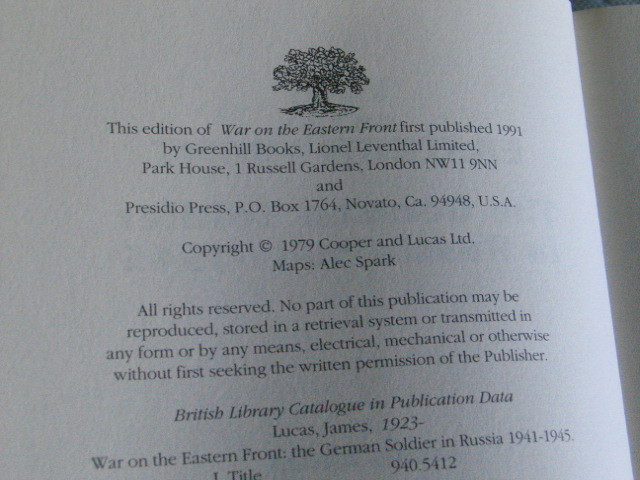 This edition of War on the Eastern Front first published 1991
by Greenhill Books, Lionel Leventhal Limited,
Park House, 1 Russell Gardens, London NW11 9NN
and
Presidio Press, P.O. Box 1764, Novato, Ca. 94948, U.S.A.
Copyright © 1979 Cooper and Lucas Ltd.
Maps: Alec Spark
All rights reserved. No part of this publication may be
reproduced, stored in a retrieval system or transmitted in
any form or by any means, electrical, mechanical or otherwise
without first seeking the written permission of the Publisher.
British Library Catalogue in Publication Data
Lucas, James, 1923-
War on the Eastern Front: the German Soldier in Russia 1941-1945.
I. Title 940.5412